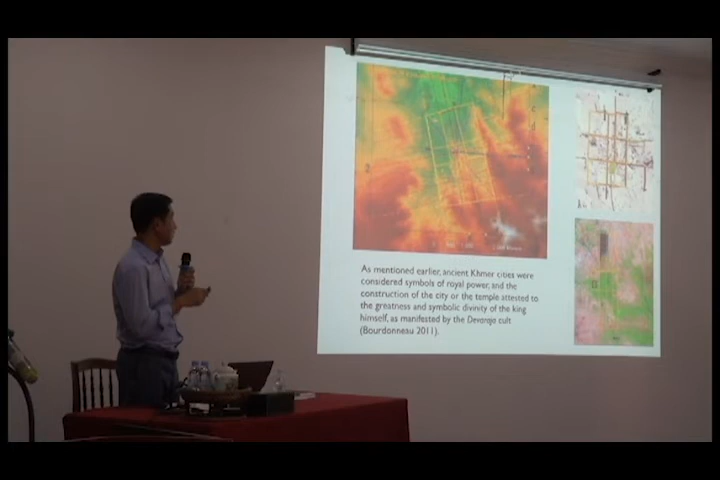 As mentioned earlier, ancient Khmer cities were
considered symbols of royal power, and the
construction of the city or the temple attested to
the greatness and symbolic divinity of the king
himself, as manifested by the Devaraja cult
(Bourdonneau 2011).